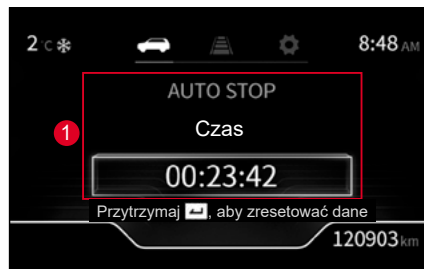 2°C 8:48 AM
AUTO STOP
1 Czas
00:23:42
Przytrzymaj , aby zresetować dane
120903 km